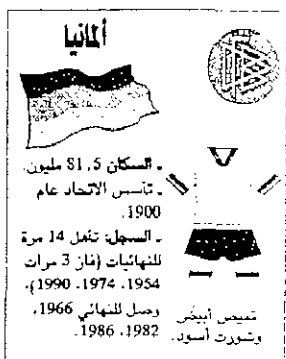 ألمانيا
ـ السكان 81,5 مليون.
ـ تأسس الاتحاد عام
1900.
ـ السجل: تأهل 14 مرة
للنهائيات (فاز 3 مرات
1954، 1974، 1990)،
وصل للنهائي 1966،
1982، 1986.
قميص أبيض
وشورت أسود.